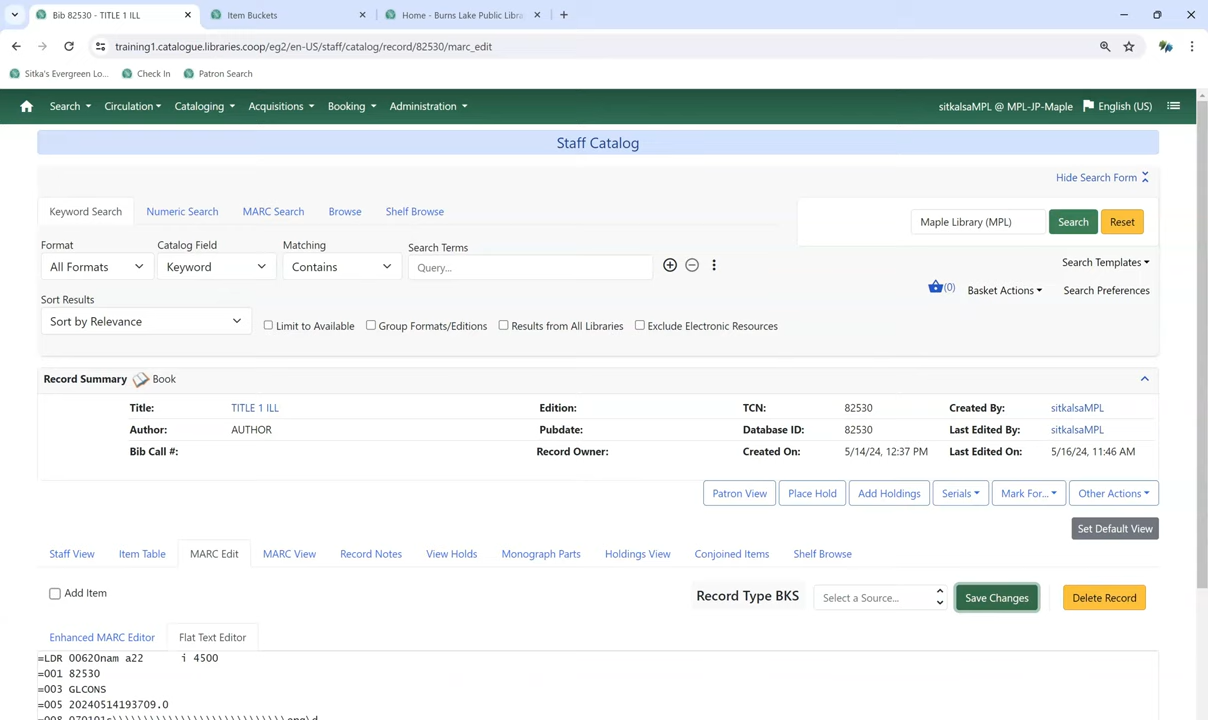 Bib 82530 - TITLE 1 ILL
Item Buckets
Home - Burns Lake Public Libra
training1.catalogue.libraries.coop/eg2/en-US/staff/catalog/record/82530/marc_edit
Sitka's Evergreen Lo...
Check In
Patron Search
Search
Circulation
Cataloging
Acquisitions
Booking
Administration
sitkalsaMPL @ MPL-JP-Maple
English (US)
Staff Catalog
Hide Search Form
Keyword Search
Numeric Search
MARC Search
Browse
Shelf Browse
Maple Library (MPL)
Search
Reset
Format
Catalog Field
Matching
Search Terms
All Formats
Keyword
Contains
Query...
Search Templates
(0)
Basket Actions
Search Preferences
Sort Results
Sort by Relevance
Limit to Available
Group Formats/Editions
Results from All Libraries
Exclude Electronic Resources
Record Summary
Book
Title: TITLE 1 ILL Edition: TCN: 82530 Created By: sitkalsaMPL
Author: AUTHOR Pubdate: Database ID: 82530 Last Edited By: sitkalsaMPL
Bib Call #: Record Owner: Created On: 5/14/24, 12:37 PM Last Edited On: 5/16/24, 11:46 AM
Patron View
Place Hold
Add Holdings
Serials
Mark For...
Other Actions
Set Default View
Staff View
Item Table
MARC Edit
MARC View
Record Notes
View Holds
Monograph Parts
Holdings View
Conjoined Items
Shelf Browse
Add Item
Record Type BKS
Select a Source...
Save Changes
Delete Record
Enhanced MARC Editor
Flat Text Editor
=LDR 00620nam a22     i 4500
=001 82530
=003 GLCONS
=005 20240514193709.0